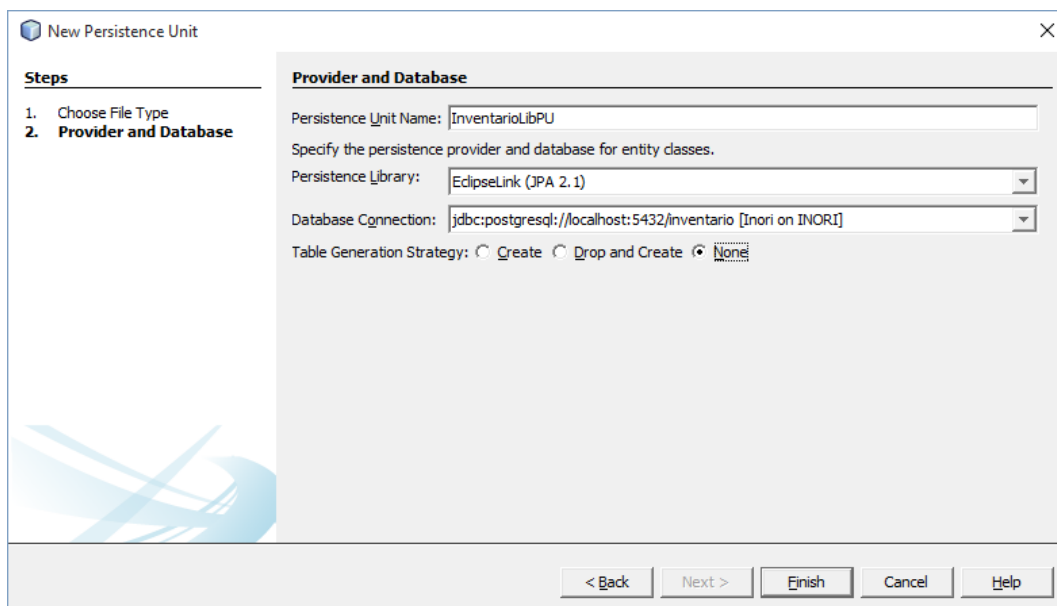 New Persistence Unit
Steps
1. Choose File Type
2. Provider and Database
Provider and Database
Persistence Unit Name: InventarioLibPU
Specify the persistence provider and database for entity classes.
Persistence Library: EclipseLink (JPA 2.1)
Database Connection: jdbc:postgresql://localhost:5432/inventario [Inori on INORI]
Table Generation Strategy: Create Drop and Create None
< Back Next > Finish Cancel Help